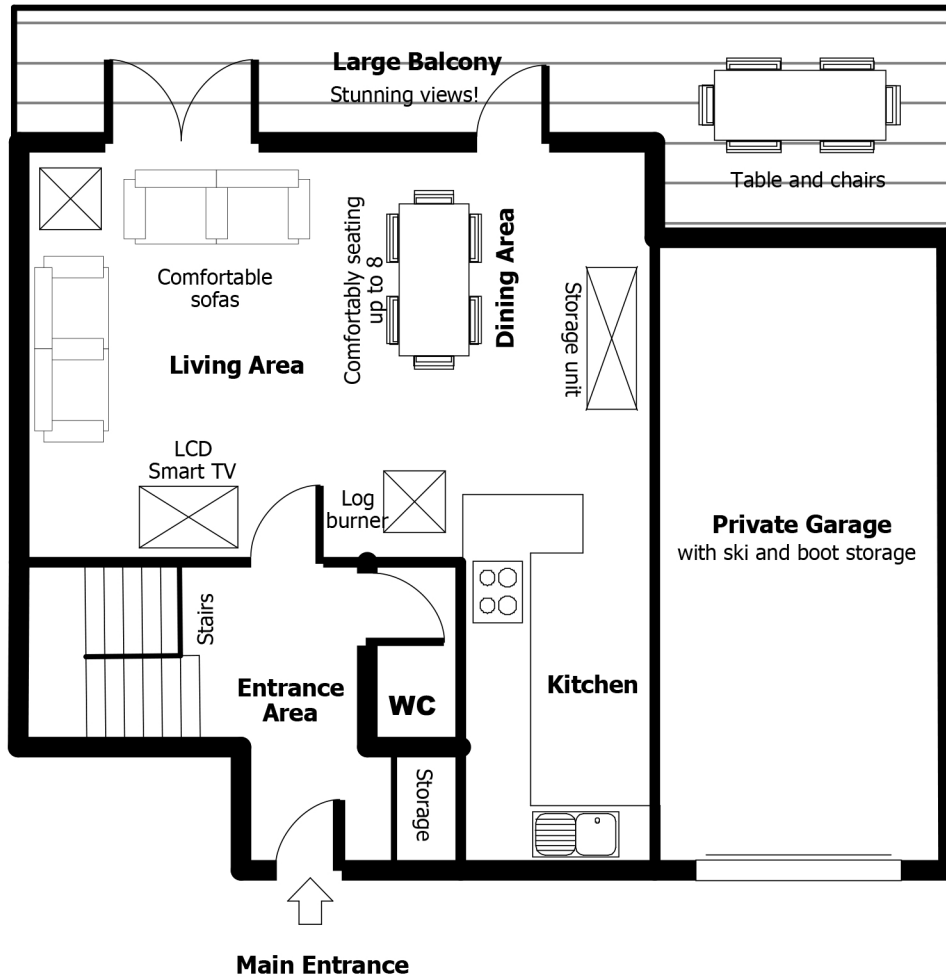 Large Balcony
Stunning views!
Table and chairs
Comfortable
sofas
Living Area
Comfortably seating
up to 8
Dining Area
Storage unit
LCD
Smart TV
Log
burner
Private Garage
with ski and boot storage
Stairs
Entrance
Area
WC
Kitchen
Storage
Main Entrance